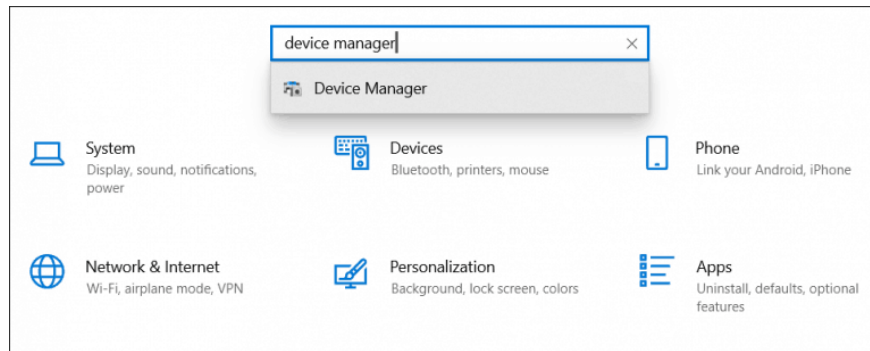 device manager
Device Manager
System
Display, sound, notifications,
power
Devices
Bluetooth, printers, mouse
Phone
Link your Android, iPhone
Network & Internet
Wi-Fi, airplane mode, VPN
Personalization
Background, lock screen, colors
Apps
Uninstall, defaults, optional
features